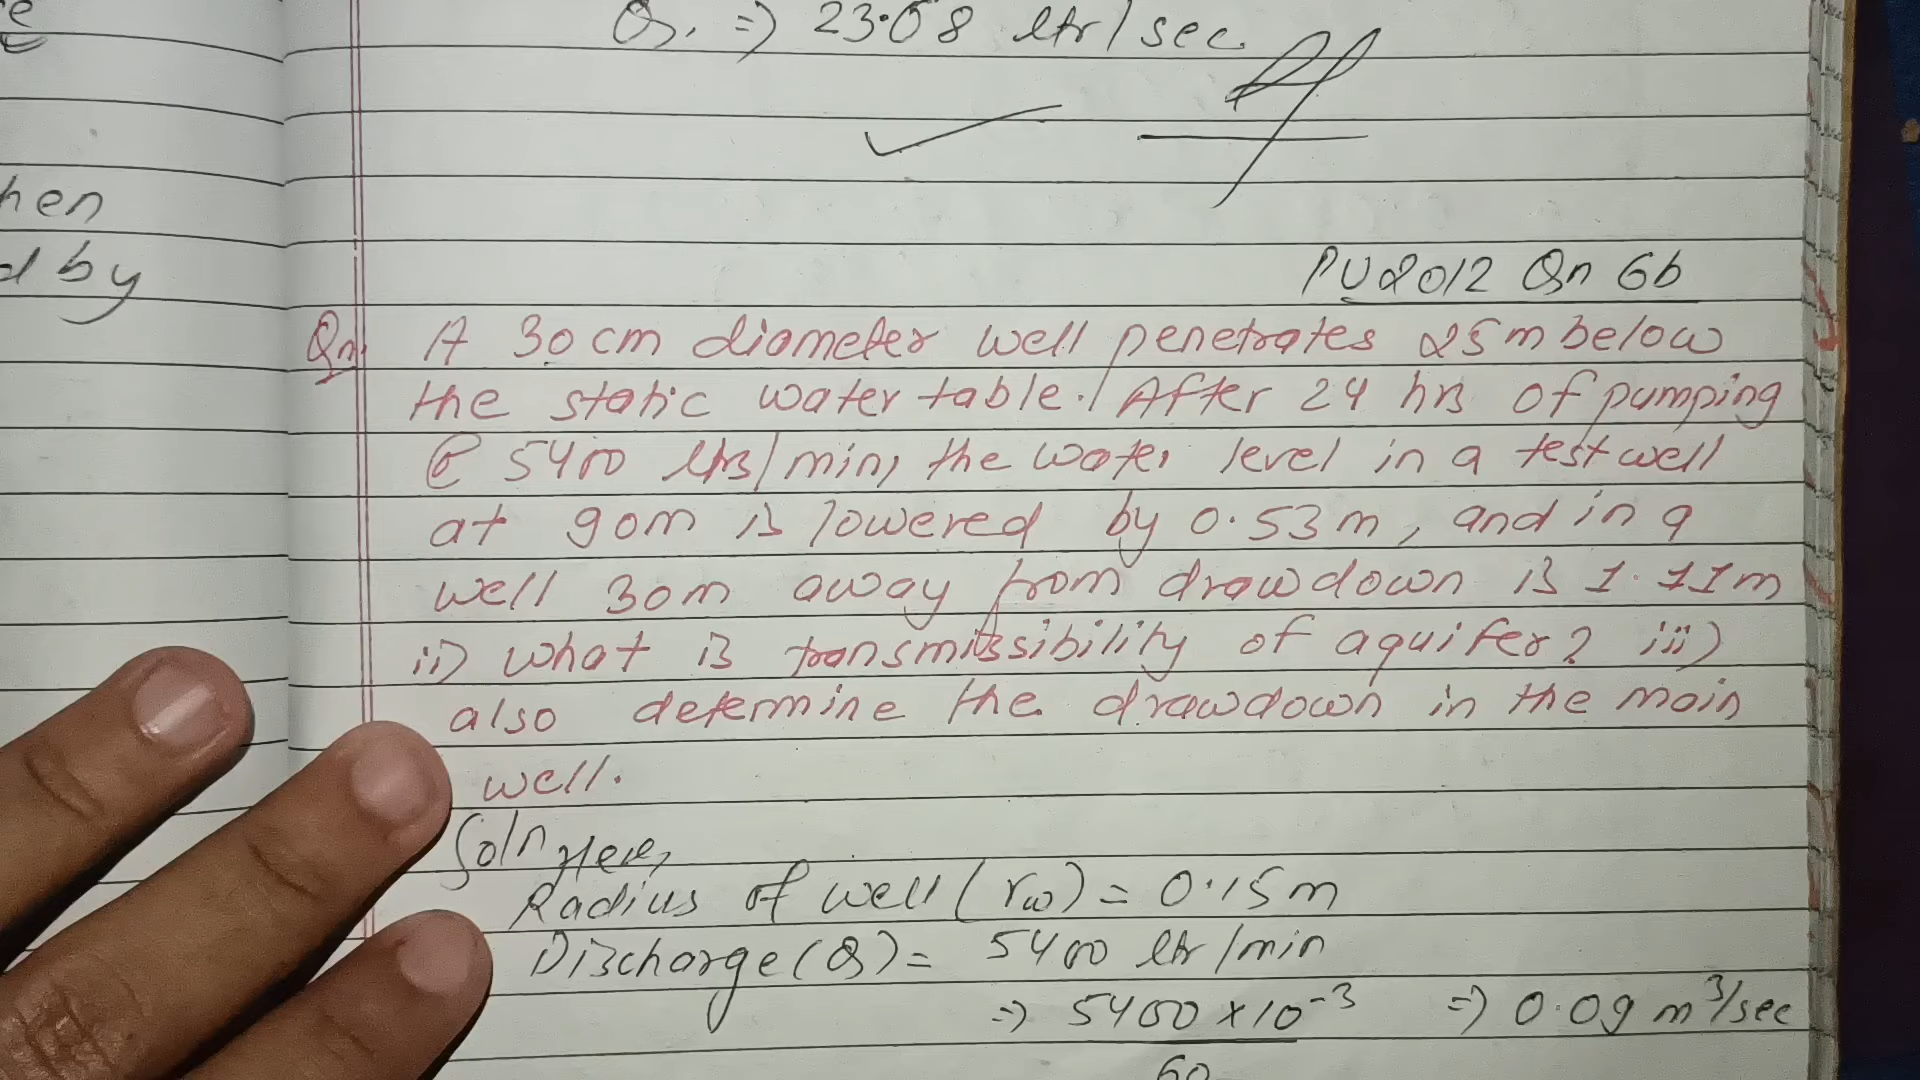 e
Q. => 23.08 ltr/sec.
hen
d by
PU2012 Qn 6b
Qn. A 30cm diameter well penetrates 25m below
the static water table. After 24 hrs of pumping
@ 5400 ltrs/min, the water level in a test well
at 90m is lowered by 0.53m, and in a
well 30m away from drawdown is 1.11m
ii) what is transmissibility of aquifer? iii)
also determine the drawdown in the main
well.
Soln Here,
Radius of well (rw) = 0.15m
Discharge (Q) = 5400 ltr/min
=> 5400 x 10-3 => 0.09 m3/sec
60